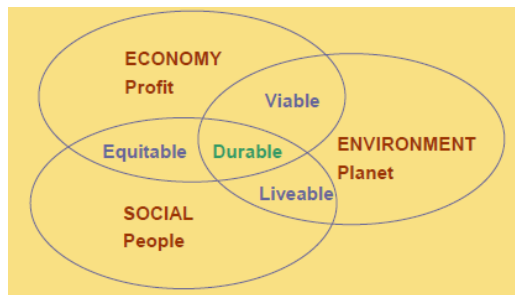 ECONOMY
Profit
Viable
Equitable
Durable
ENVIRONMENT
Planet
Liveable
SOCIAL
People